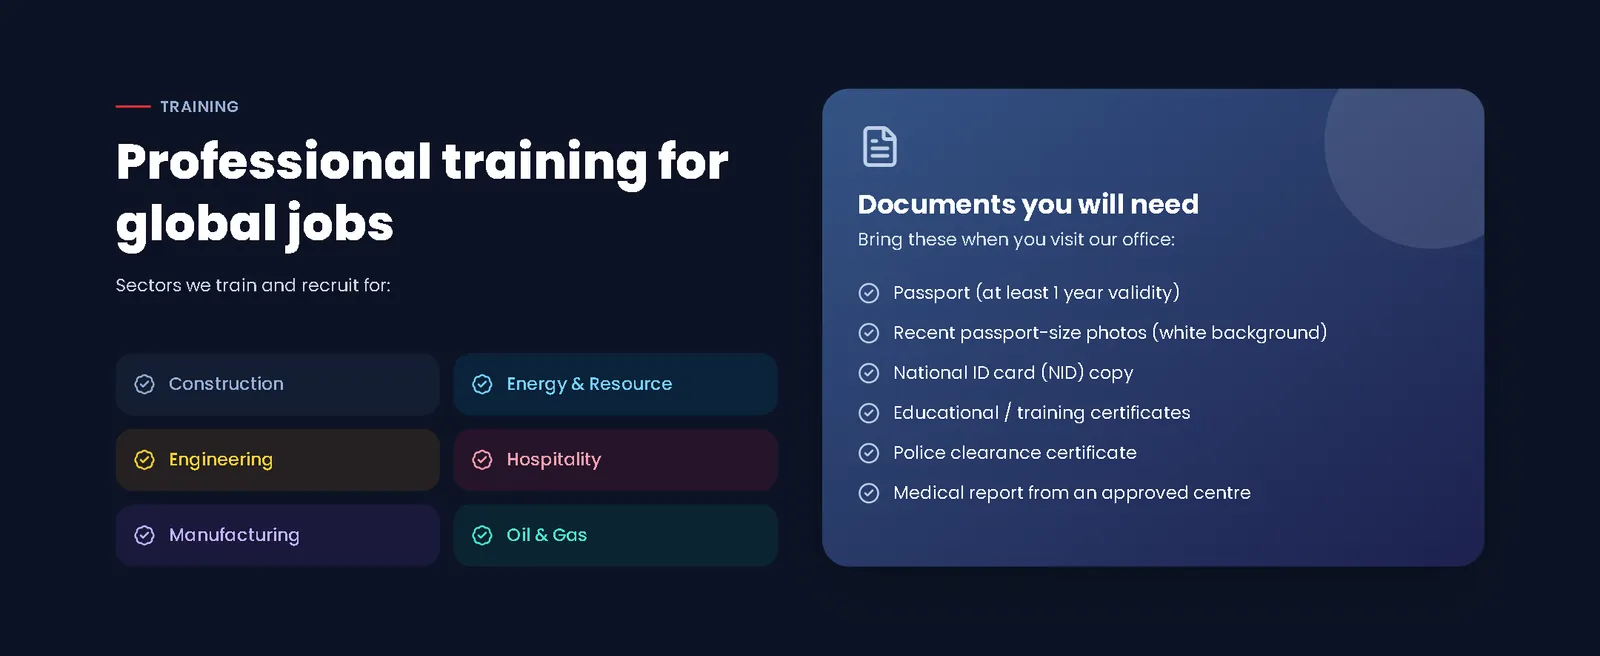 TRAINING
Professional training for
global jobs
Sectors we train and recruit for:
Construction
Energy & Resource
Engineering
Hospitality
Manufacturing
Oil & Gas
Documents you will need
Bring these when you visit our office:
Passport (at least 1 year validity)
Recent passport-size photos (white background)
National ID card (NID) copy
Educational / training certificates
Police clearance certificate
Medical report from an approved centre